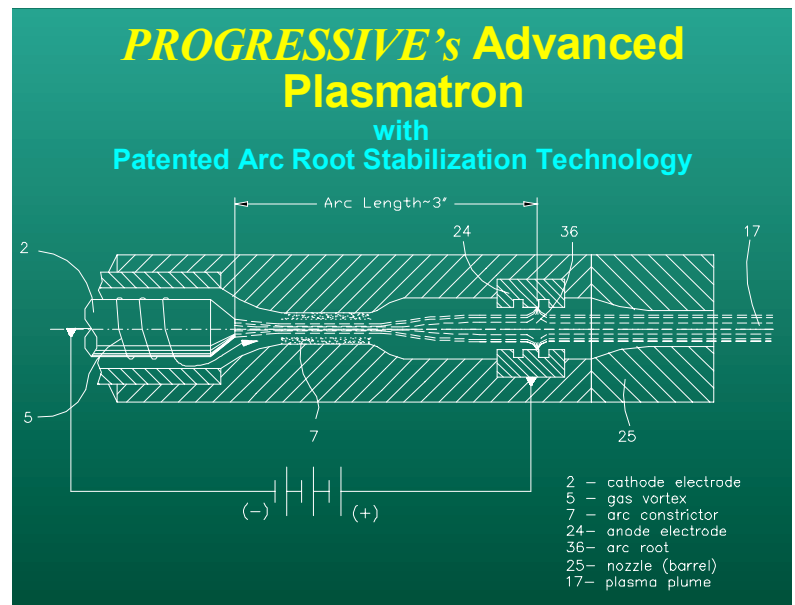 PROGRESSIVE's Advanced
Plasmatron
with
Patented Arc Root Stabilization Technology
Arc Length~3"
2
24
36
17
5
7
25
(-)
(+)
2 - cathode electrode
5 - gas vortex
7 - arc constrictor
24- anode electrode
36- arc root
25- nozzle (barrel)
17- plasma plume